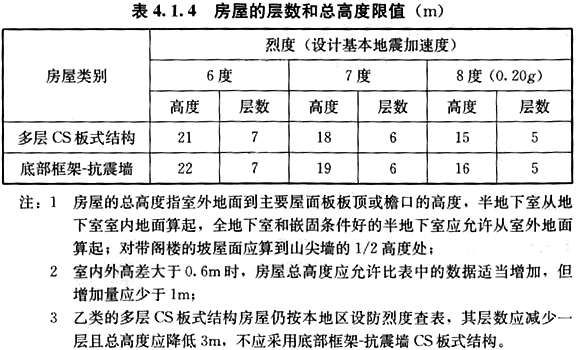 表 4.1.4 房屋的层数和总高度限值（m）
烈度（设计基本地震加速度）
房屋类别 6 度 7 度 8 度（0.20g）
高度 层数 高度 层数 高度 层数
多层 CS 板式结构 21 7 18 6 15 5
底部框架-抗震墙 22 7 19 6 16 5
注：1 房屋的总高度指室外地面到主要屋面板板顶或檐口的高度，半地下室从地
下室室内地面算起，全地下室和嵌固条件好的半地下室应允许从室外地面
算起；对带阁楼的坡屋面应算到山尖墙的 1/2 高度处；
2 室内外高差大于 0.6m 时，房屋总高度应允许比表中的数据适当增加，但
增加量应少于 1m；
3 乙类的多层 CS 板式结构房屋仍按本地区设防烈度查表，其层数应减少一
层且总高度应降低 3m，不应采用底部框架-抗震墙 CS 板式结构。